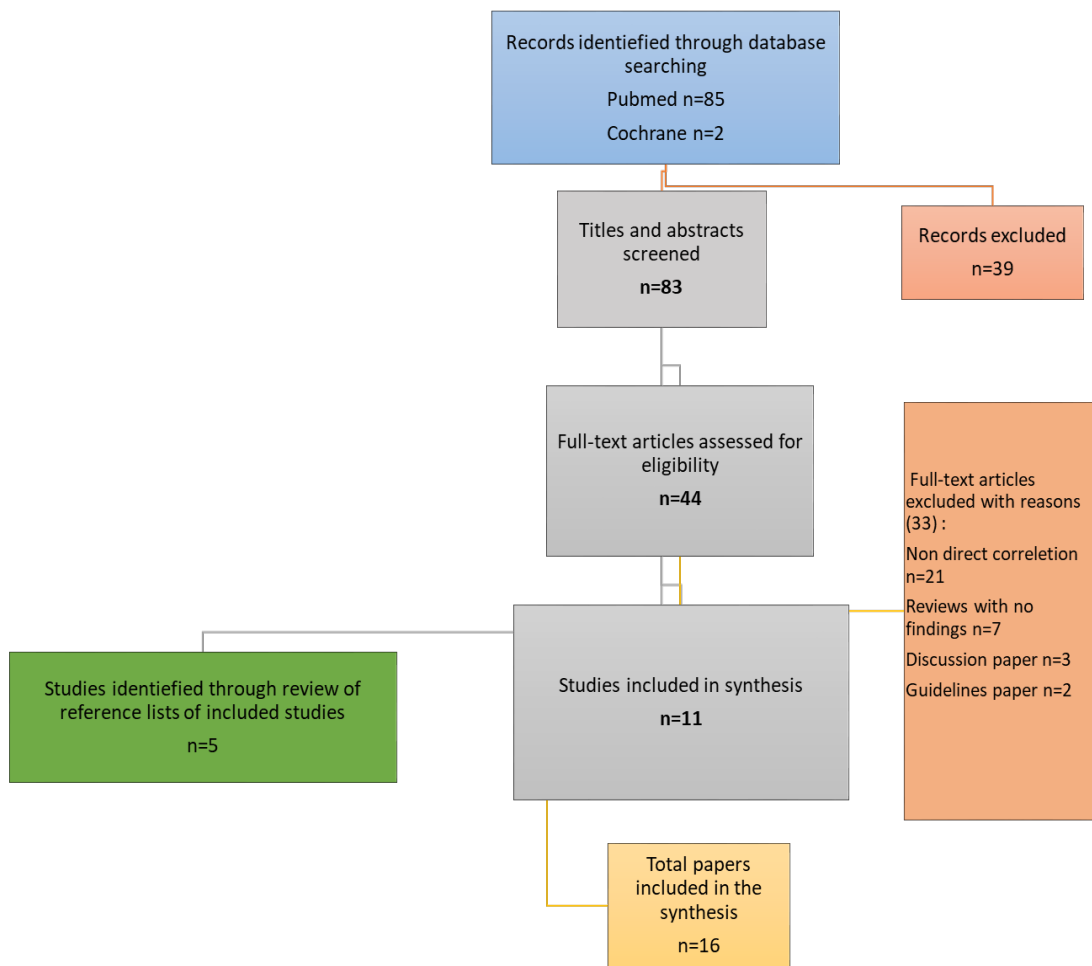 Records identiefied through database
searching
Pubmed n=85
Cochrane n=2
Titles and abstracts
screened
n=83
Records excluded
n=39
Full-text articles assessed for
eligibility
n=44
Full-text articles
excluded with reasons
(33) :
Non direct correletion
n=21
Reviews with no
findings n=7
Discussion paper n=3
Guidelines paper n=2
Studies included in synthesis
n=11
Studies identiefied through review of
reference lists of included studies
n=5
Total papers
included in the
synthesis
n=16